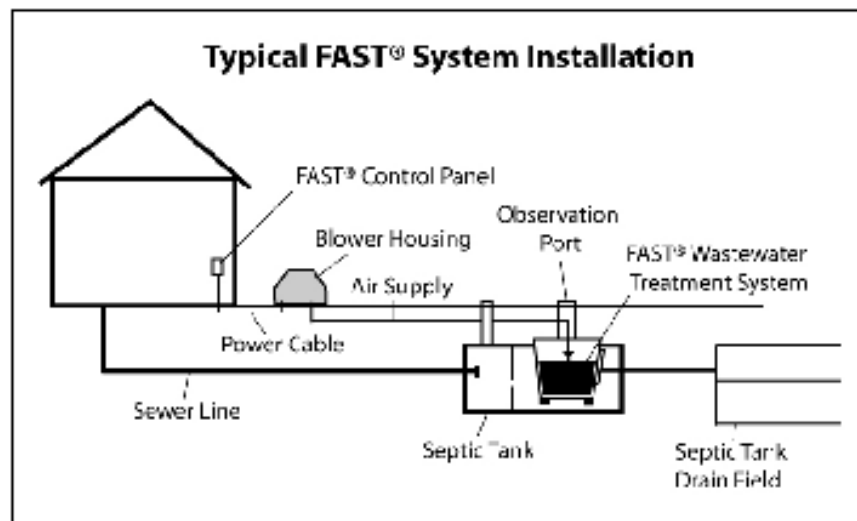 Typical FAST® System Installation
FAST® Control Panel
Observation
Port
Blower Housing
FAST® Wastewater
Treatment System
Air Supply
Power Cable
Sewer Line
Septic Tank
Septic Tank
Drain Field